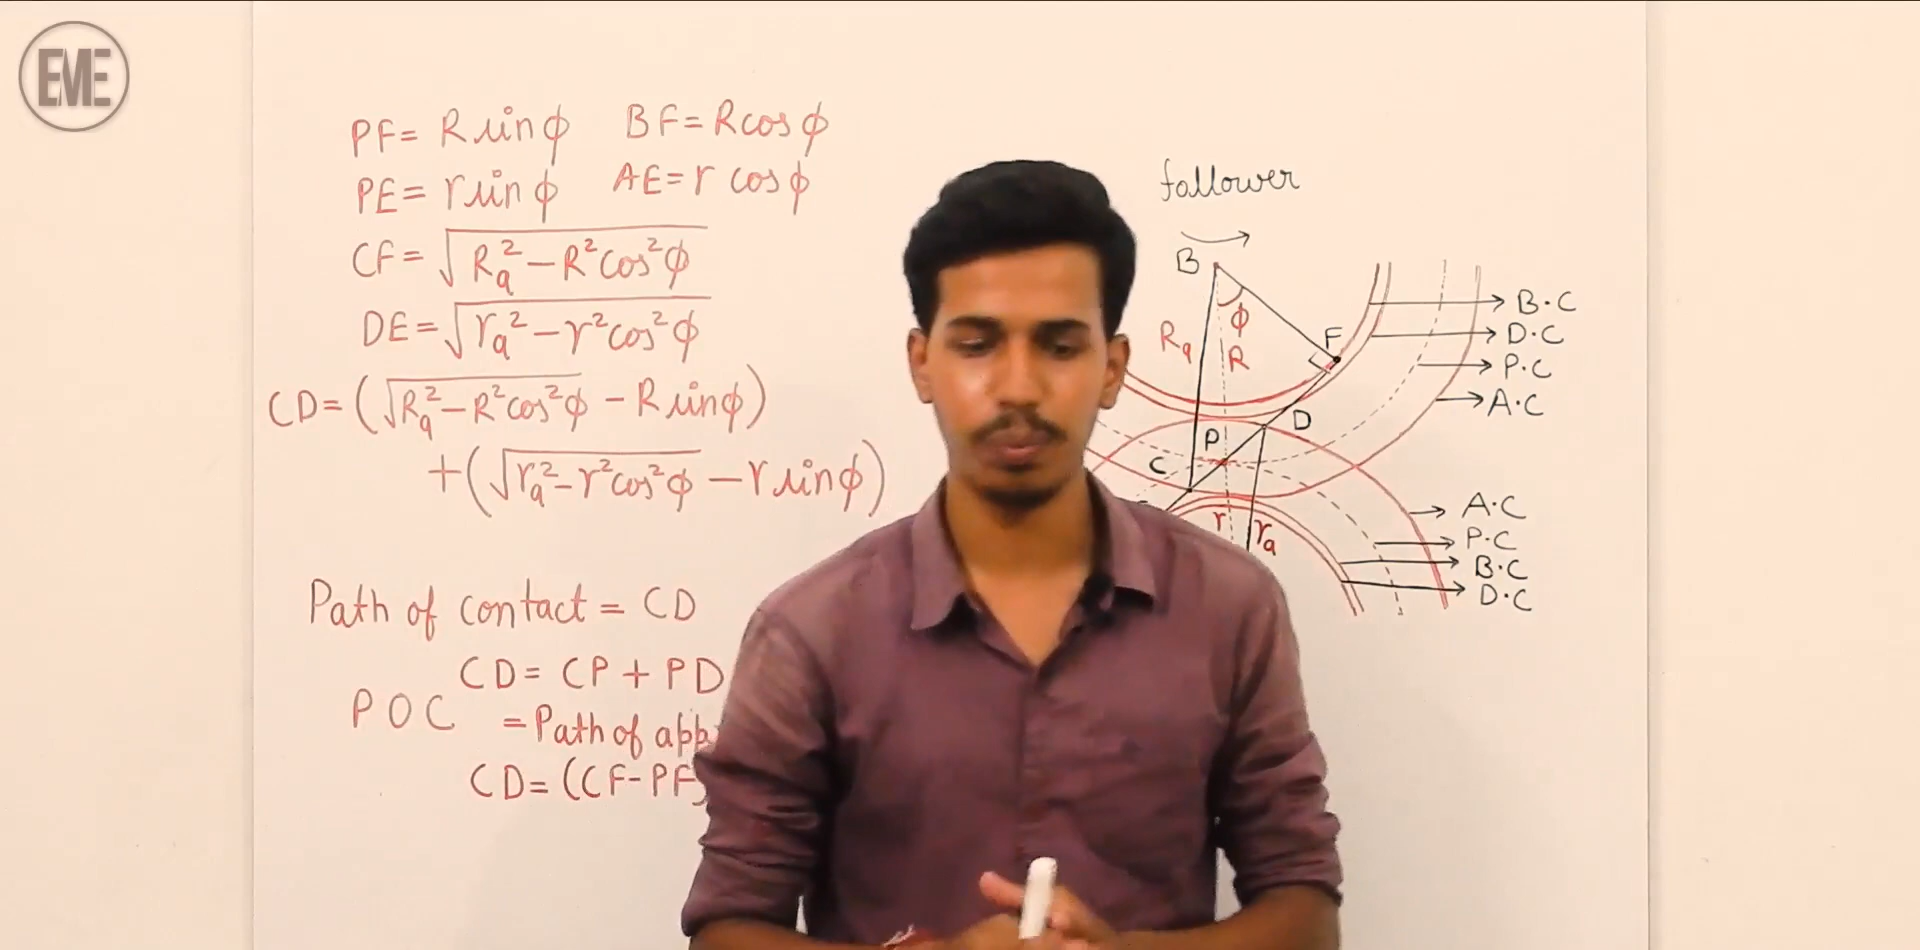 EME
PF = R sin ϕ BF = R cos ϕ
PE = r sin ϕ AE = r cos ϕ
CF = √(Ra² − R² cos² ϕ)
DE = √(ra² − r² cos² ϕ)
CD = (√(Ra² − R² cos² ϕ) − R sin ϕ)
+ (√(ra² − r² cos² ϕ) − r sin ϕ)
Path of contact = CD
CD = CP + PD
POC = Path of app
CD = (CF − PF)
follower
B
ϕ
Ra
R
F
D
P
C
r
ra
B.C
D.C
P.C
A.C
A.C
P.C
B.C
D.C